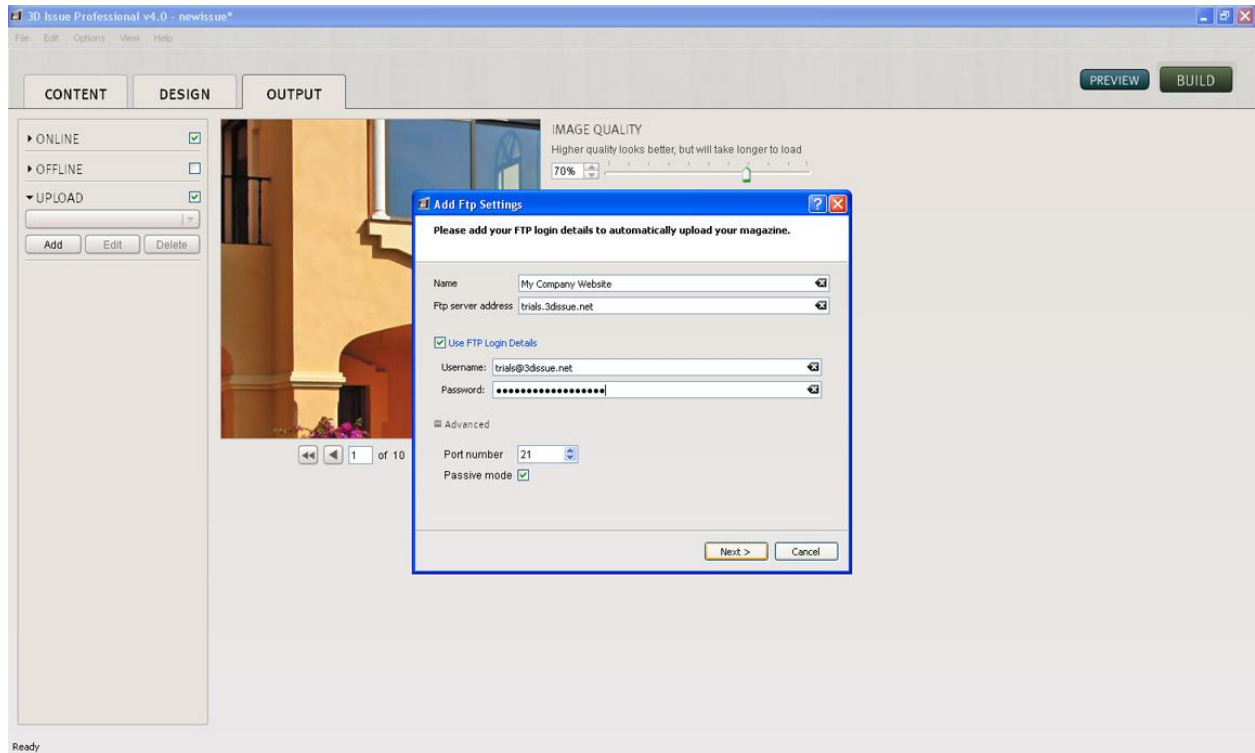 3D Issue Professional v4.0 - newissue*
File Edit Options View Help
CONTENT DESIGN OUTPUT PREVIEW BUILD
ONLINE
OFFLINE
UPLOAD
Add Edit Delete
IMAGE QUALITY
Higher quality looks better, but will take longer to load
70%
Add Ftp Settings
Please add your FTP login details to automatically upload your magazine.
Name My Company Website
Ftp server address trials.3dissue.net
Use FTP Login Details
Username: trials@3dissue.net
Password: ••••••••••••••••••
Advanced
Port number 21
Passive mode
Next > Cancel
1 of 10
Ready